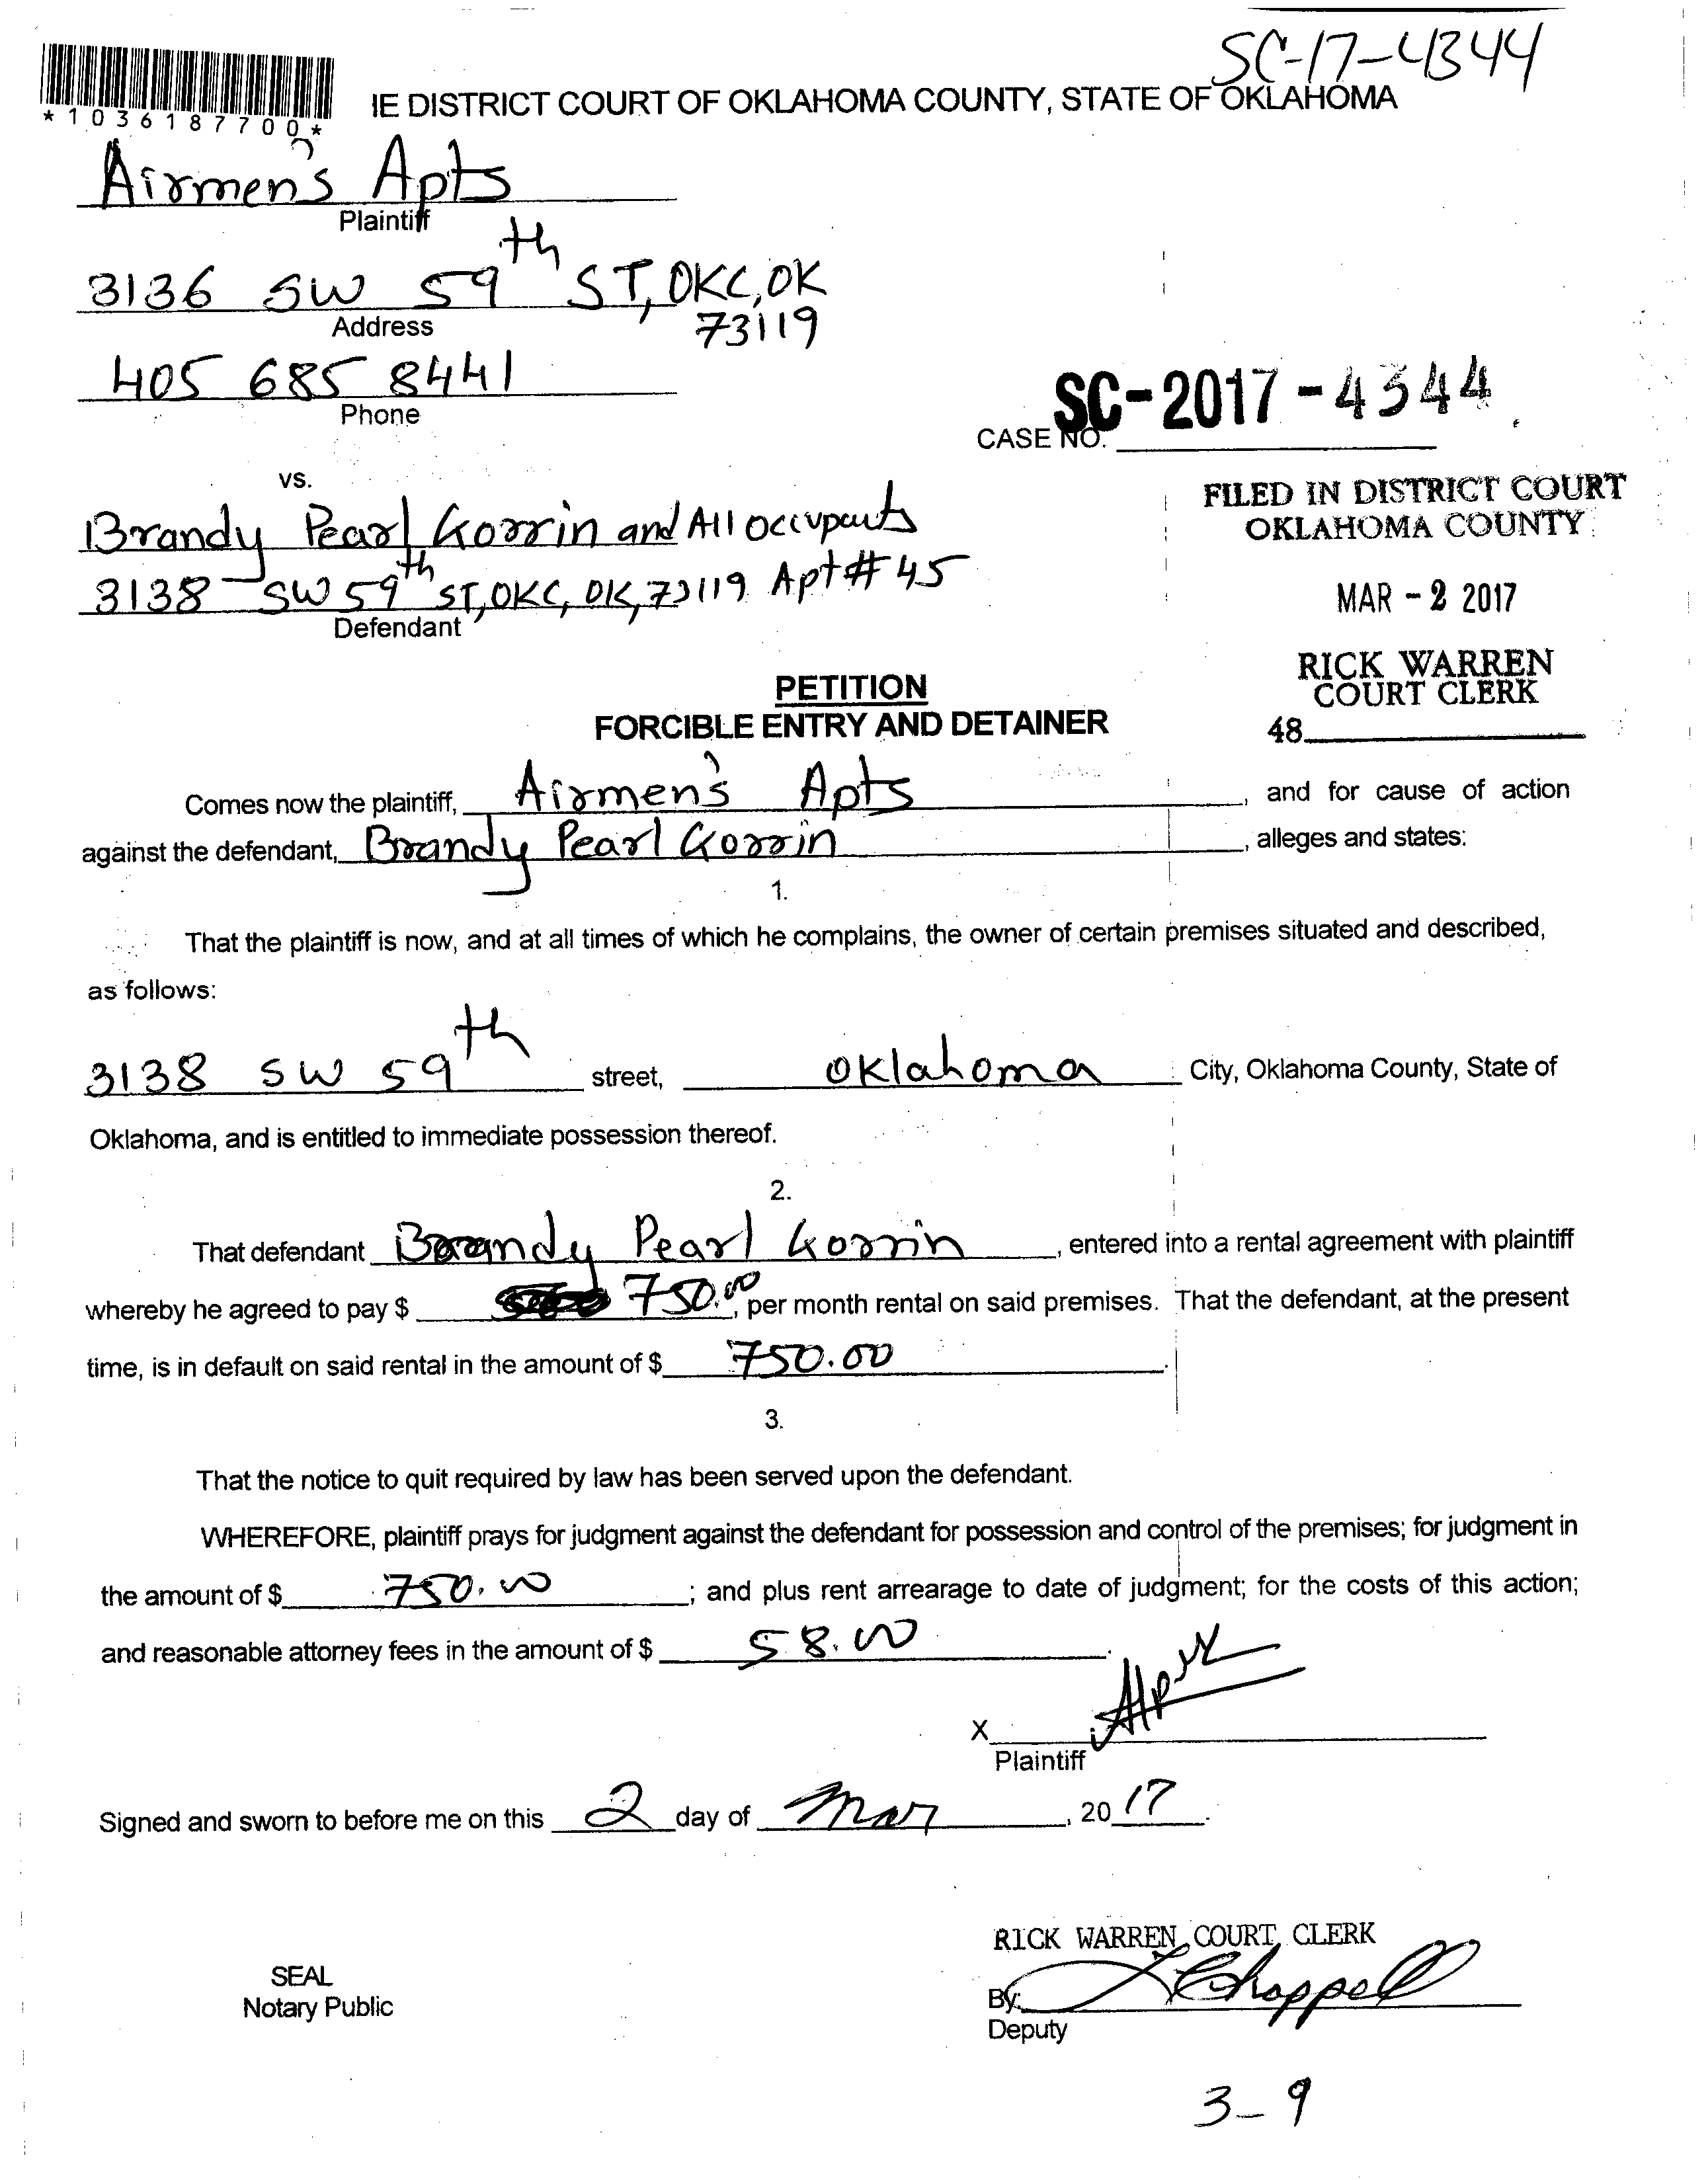 SC-17-4344
*1036187700*
IE DISTRICT COURT OF OKLAHOMA COUNTY, STATE OF OKLAHOMA
Airmen's Apts
Plaintiff
3136 SW 59th ST, OKC, OK
73119
Address
405 685 8441
Phone
SC-2017-4344
CASE NO.
vs.
Brandy Pearl Gorrin and All occupants
3138 SW 59th ST, OKC, OK, 73119 Apt # 45
Defendant
FILED IN DISTRICT COURT
OKLAHOMA COUNTY
MAR - 2 2017
RICK WARREN
COURT CLERK
48
PETITION
FORCIBLE ENTRY AND DETAINER
Comes now the plaintiff, Airmen's Apts, and for cause of action
against the defendant, Brandy Pearl Gorrin, alleges and states:
1.
That the plaintiff is now, and at all times of which he complains, the owner of certain premises situated and described,
as follows:
3138 SW 59th street, Oklahoma City, Oklahoma County, State of
Oklahoma, and is entitled to immediate possession thereof.
2.
That defendant Brandy Pearl Gorrin, entered into a rental agreement with plaintiff
whereby he agreed to pay $ 750.00, per month rental on said premises. That the defendant, at the present
time, is in default on said rental in the amount of $ 750.00.
3.
That the notice to quit required by law has been served upon the defendant.
WHEREFORE, plaintiff prays for judgment against the defendant for possession and control of the premises; for judgment in
the amount of $ 750.00; and plus rent arrearage to date of judgment; for the costs of this action;
and reasonable attorney fees in the amount of $ 58.00.
X
Plaintiff
Signed and sworn to before me on this 2 day of Mar, 20 17.
RICK WARREN, COURT CLERK
SEAL
Notary Public
By: Chappell
Deputy
3-9